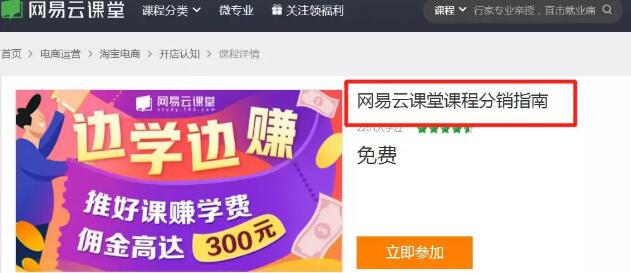 网易云课堂
课程分类
微专业
关注领福利
课程
行家专业亲授，直击就业痛
首页 > 电商运营 > 淘宝电商 > 开店认知 > 课程详情
网易云课堂
study.163.com
边学边赚
推好课赚学费
佣金高达 300元
网易云课堂课程分销指南
免费
立即参加